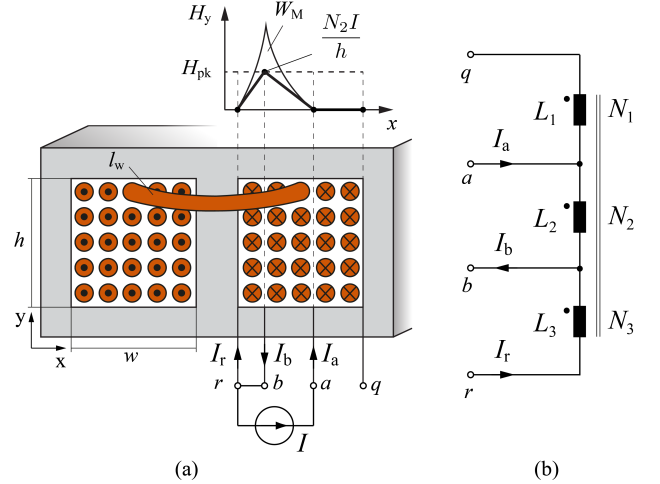 H_y
W_M
N_2 I
h
H_pk
x
l_w
h
y
x
w
I_r
I_b
I_a
r
b
a
q
I
(a)
q
L_1
N_1
I_a
a
L_2
N_2
I_b
b
L_3
N_3
I_r
r
(b)